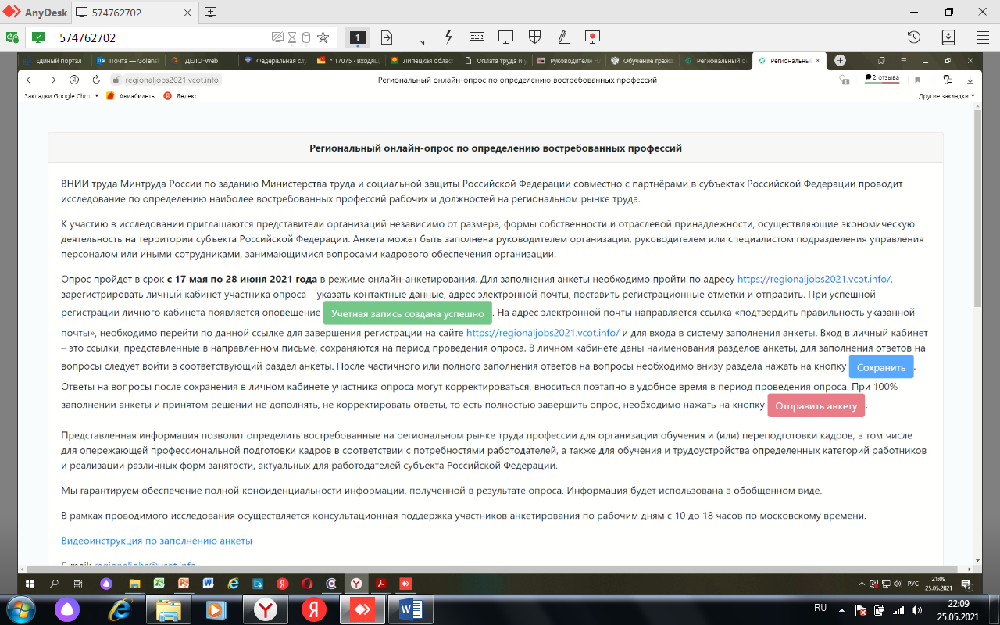 AnyDesk
574762702
574762702
1
Единый портал
Почта — Golensk
ДЕЛО-Web
Федеральная слу
* 17075 · Входящ
Липецкая област
Оплата труда и у
Руководители НА
Обучение гражд
Региональный он
Региональный
regionaljobs2021.vcot.info
Региональный онлайн-опрос по определению востребованных профессий
2 отзыва
Закладки Google Chro
Авиабилеты
Яндекс
Другие закладки
Региональный онлайн-опрос по определению востребованных профессий
ВНИИ труда Минтруда России по заданию Министерства труда и социальной защиты Российской Федерации совместно с партнёрами в субъектах Российской Федерации проводит
исследование по определению наиболее востребованных профессий рабочих и должностей на региональном рынке труда.
К участию в исследовании приглашаются представители организаций независимо от размера, формы собственности и отраслевой принадлежности, осуществляющие экономическую
деятельность на территории субъекта Российской Федерации. Анкета может быть заполнена руководителем организации, руководителем или специалистом подразделения управления
персоналом или иными сотрудниками, занимающимися вопросами кадрового обеспечения организации.
Опрос пройдет в срок с 17 мая по 28 июня 2021 года в режиме онлайн-анкетирования. Для заполнения анкеты необходимо пройти по адресу https://regionaljobs2021.vcot.info/,
зарегистрировать личный кабинет участника опроса – указать контактные данные, адрес электронной почты, поставить регистрационные отметки и отправить. При успешной
регистрации личного кабинета появляется оповещение Учетная запись создана успешно. На адрес электронной почты направляется ссылка «подтвердить правильность указанной
почты», необходимо перейти по данной ссылке для завершения регистрации на сайте https://regionaljobs2021.vcot.info/ и для входа в систему заполнения анкеты. Вход в личный кабинет
– это ссылки, представленные в направленном письме, сохраняются на период проведения опроса. В личном кабинете даны наименования разделов анкеты, для заполнения ответов на
вопросы следует войти в соответствующий раздел анкеты. После частичного или полного заполнения ответов на вопросы необходимо внизу раздела нажать на кнопку Сохранить.
Ответы на вопросы после сохранения в личном кабинете участника опроса могут корректироваться, вноситься поэтапно в удобное время в период проведения опроса. При 100%
заполнении анкеты и принятом решении не дополнять, не корректировать ответы, то есть полностью завершить опрос, необходимо нажать на кнопку Отправить анкету.
Представленная информация позволит определить востребованные на региональном рынке труда профессии для организации обучения и (или) переподготовки кадров, в том числе
для опережающей профессиональной подготовки кадров в соответствии с потребностями работодателей, а также для обучения и трудоустройства определенных категорий работников
и реализации различных форм занятости, актуальных для работодателей субъекта Российской Федерации.
Мы гарантируем обеспечение полной конфиденциальности информации, полученной в результате опроса. Информация будет использована в обобщенном виде.
В рамках проводимого исследования осуществляется консультационная поддержка участников анкетирования по рабочим дням с 10 до 18 часов по московскому времени.
Видеоинструкция по заполнению анкеты
E-mail: regionaljobs@vcot.info
РУС
21:09
25.05.2021
RU
22:09
25.05.2021